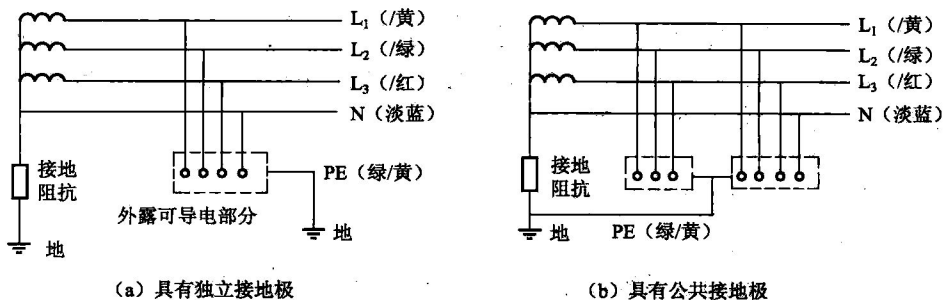 L₁(/黄)
L₂(/绿)
L₃(/红)
N(淡蓝)
接地
阻抗
PE(绿/黄)
外露可导电部分
地
地
(a)具有独立接地极
L₁(/黄)
L₂(/绿)
L₃(/红)
N(淡蓝)
接地
阻抗
地
PE(绿/黄)
(b)具有公共接地极